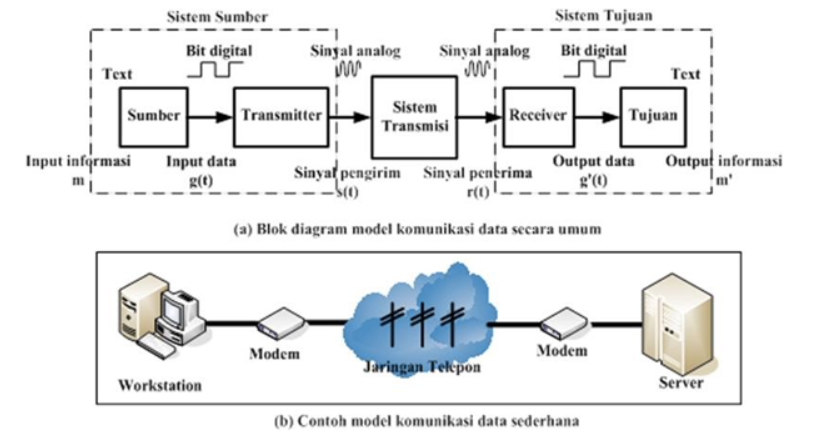 Sistem Sumber
Sistem Tujuan
Bit digital
Sinyal analog
Sinyal analog
Bit digital
Text
Text
Sumber
Transmitter
Sistem
Transmisi
Receiver
Tujuan
Input informasi
m
Input data
g(t)
Sinyal pengirim
s(t)
Sinyal penerima
r(t)
Output data
g'(t)
Output informasi
m'
(a) Blok diagram model komunikasi data secara umum
Modem
Jaringan Telepon
Modem
Workstation
Server
(b) Contoh model komunikasi data sederhana